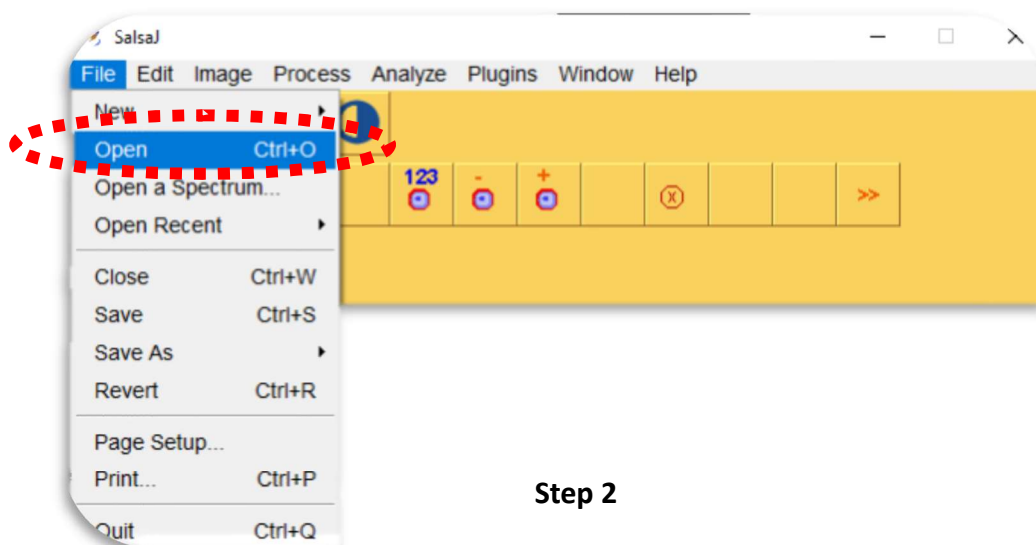 SalsaJ
File Edit Image Process Analyze Plugins Window Help
New
Open Ctrl+O
Open a Spectrum...
Open Recent
Close Ctrl+W
Save Ctrl+S
Save As
Revert Ctrl+R
Page Setup...
Print... Ctrl+P
Quit Ctrl+Q
123 - +
>>
Step 2